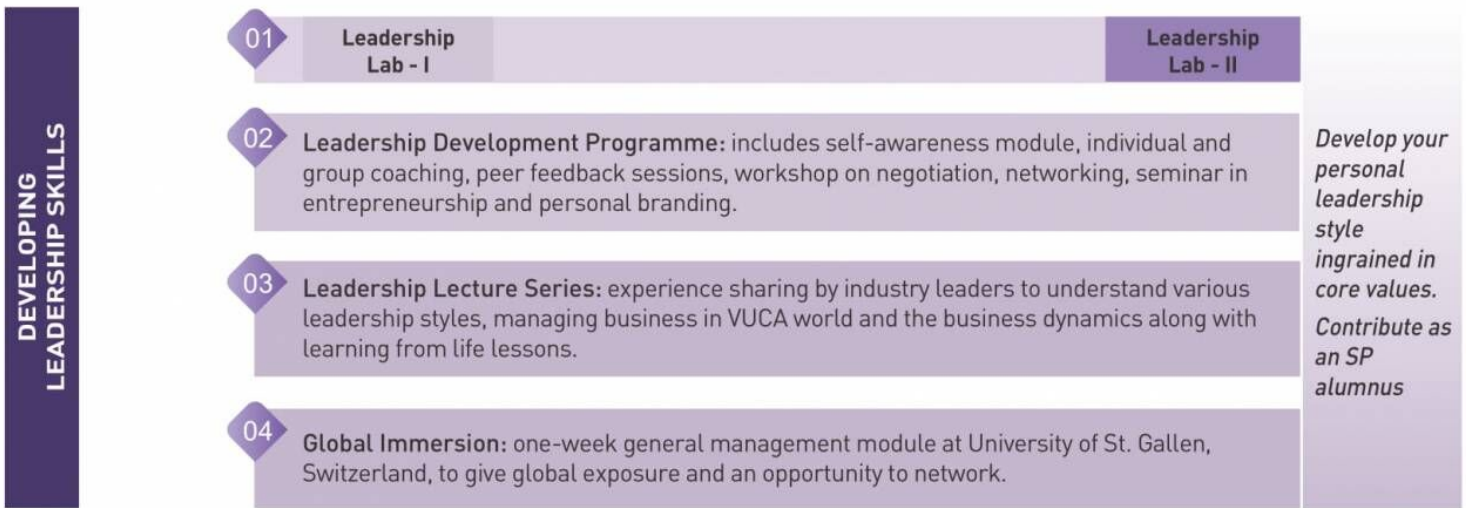 DEVELOPING
LEADERSHIP SKILLS
01
Leadership
Lab - I
Leadership
Lab - II
02
Leadership Development Programme: includes self-awareness module, individual and
group coaching, peer feedback sessions, workshop on negotiation, networking, seminar in
entrepreneurship and personal branding.
03
Leadership Lecture Series: experience sharing by industry leaders to understand various
leadership styles, managing business in VUCA world and the business dynamics along with
learning from life lessons.
04
Global Immersion: one-week general management module at University of St. Gallen,
Switzerland, to give global exposure and an opportunity to network.
Develop your
personal
leadership
style
ingrained in
core values.
Contribute as
an SP
alumnus